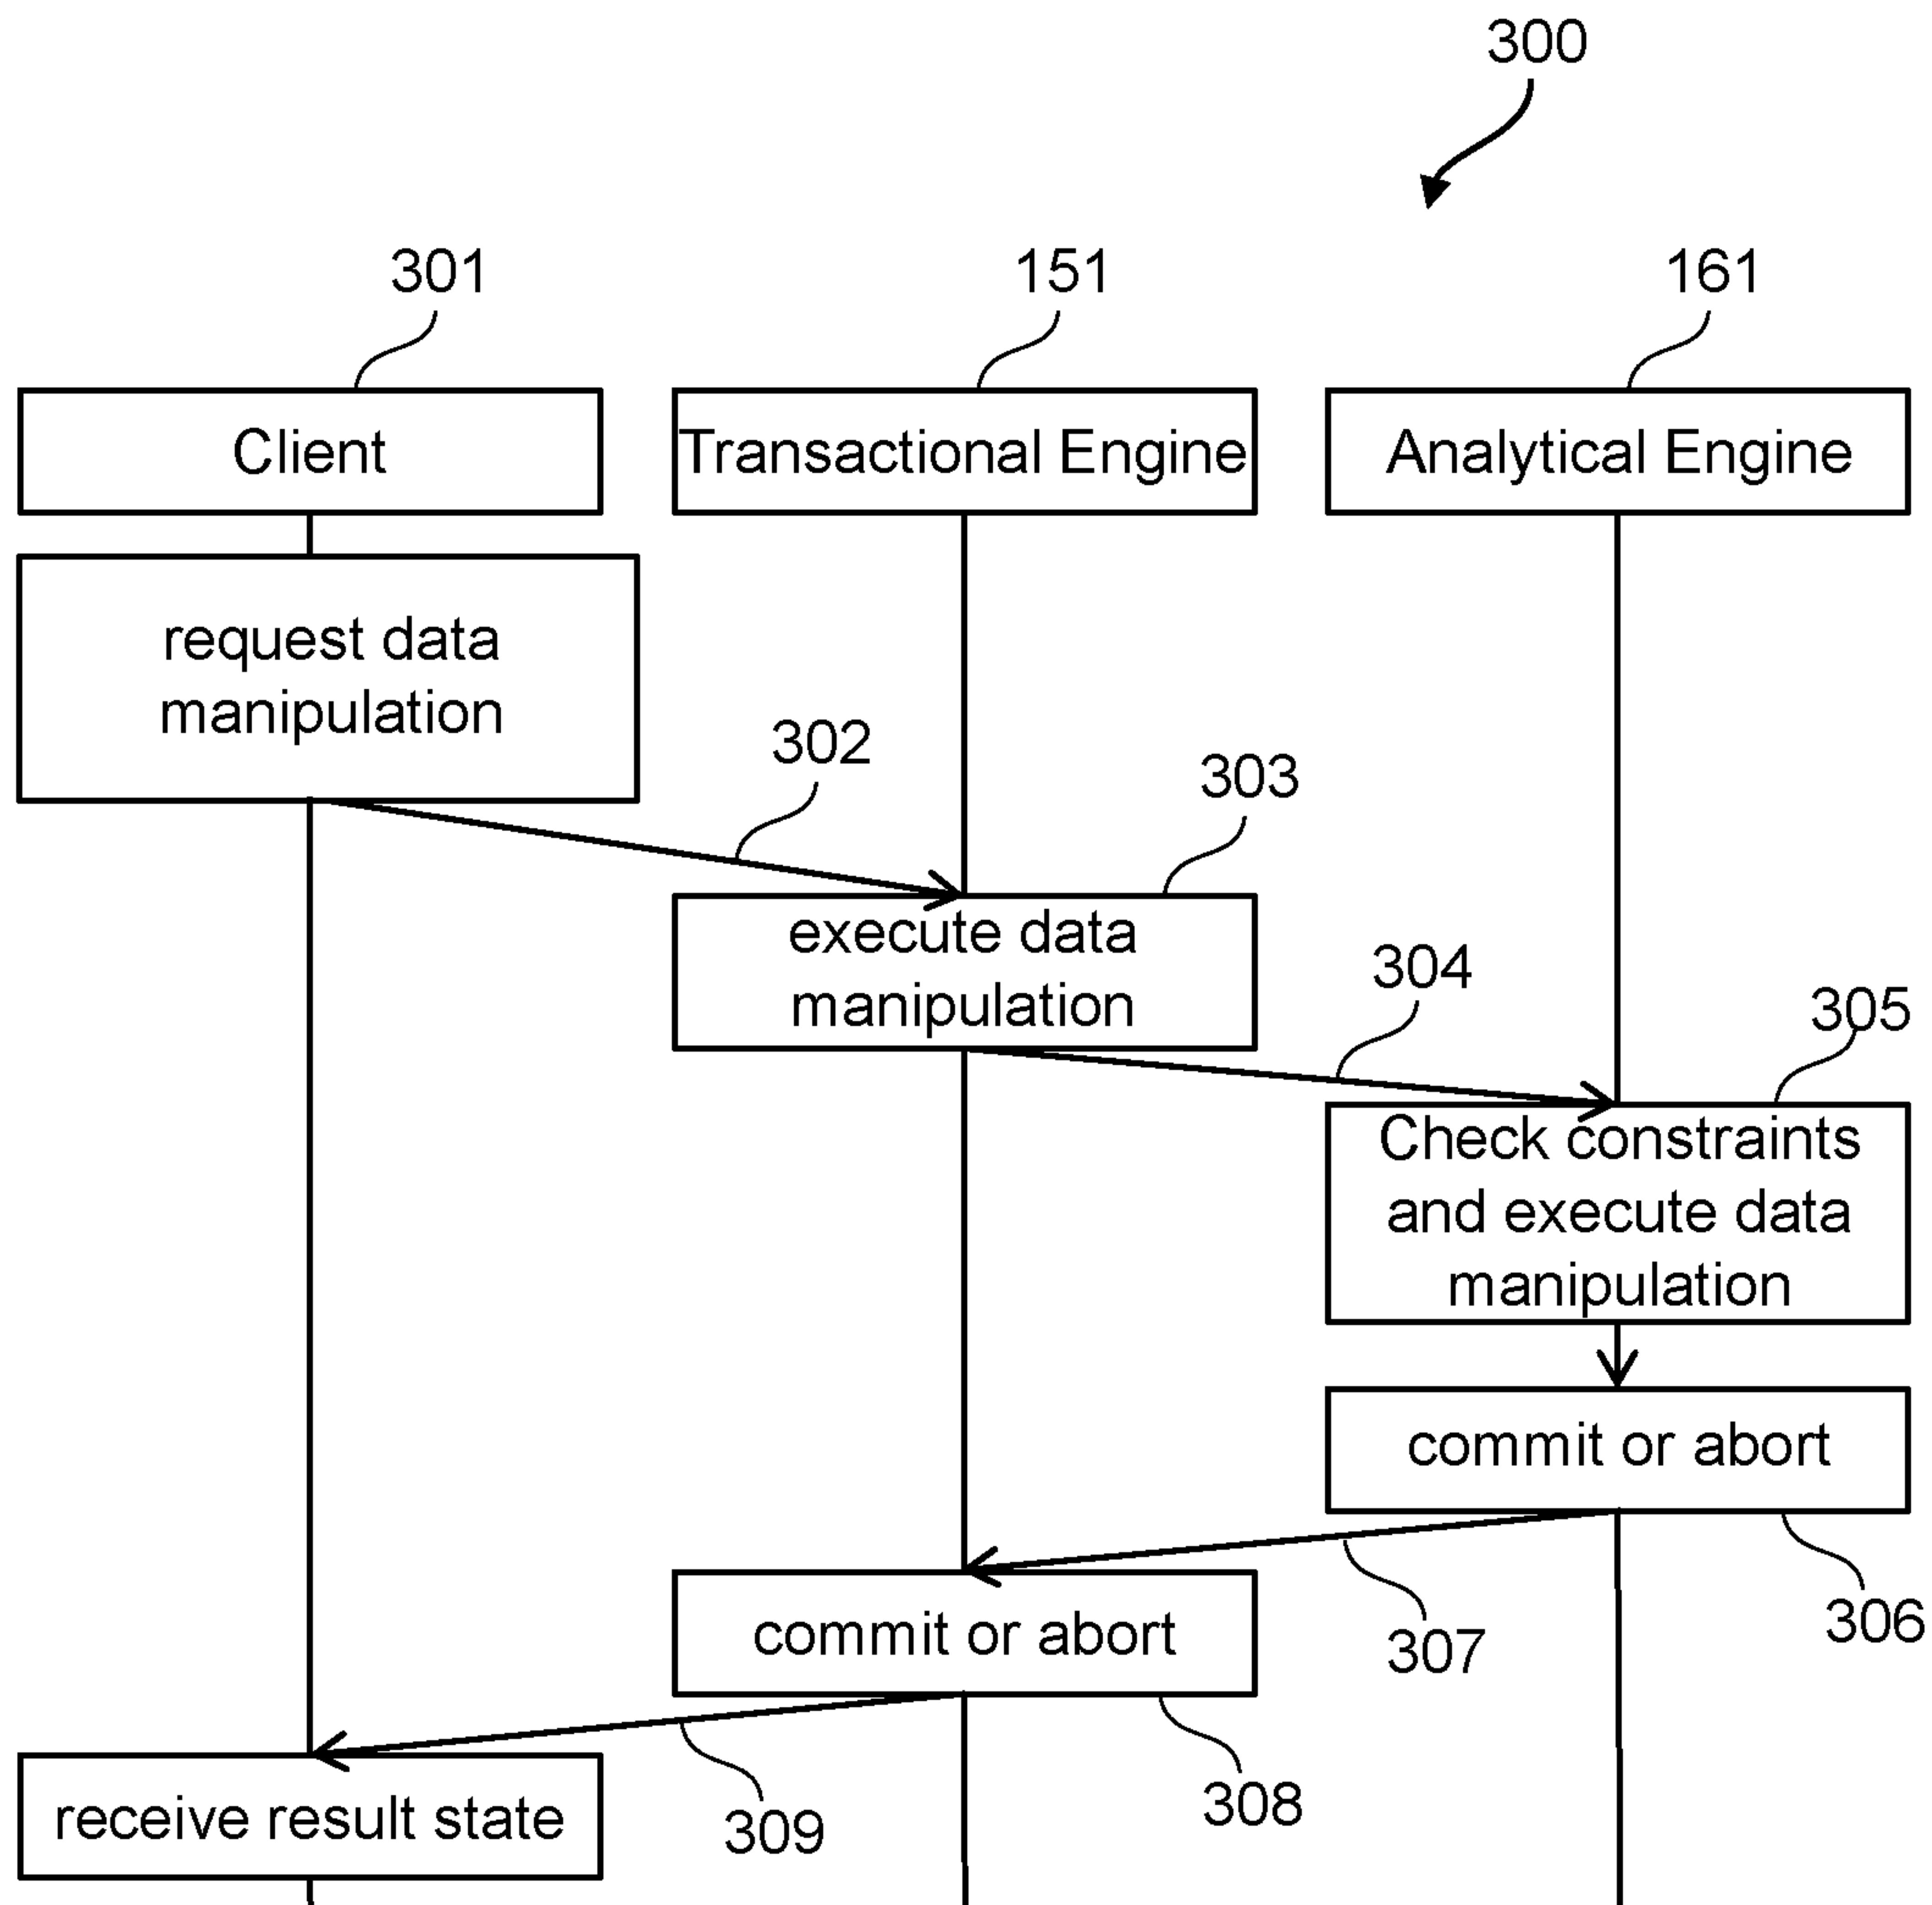 300
301
151
161
Client
Transactional Engine
Analytical Engine
request data
manipulation
302
303
execute data
manipulation
304
305
Check constraints
and execute data
manipulation
commit or abort
306
307
commit or abort
308
309
receive result state